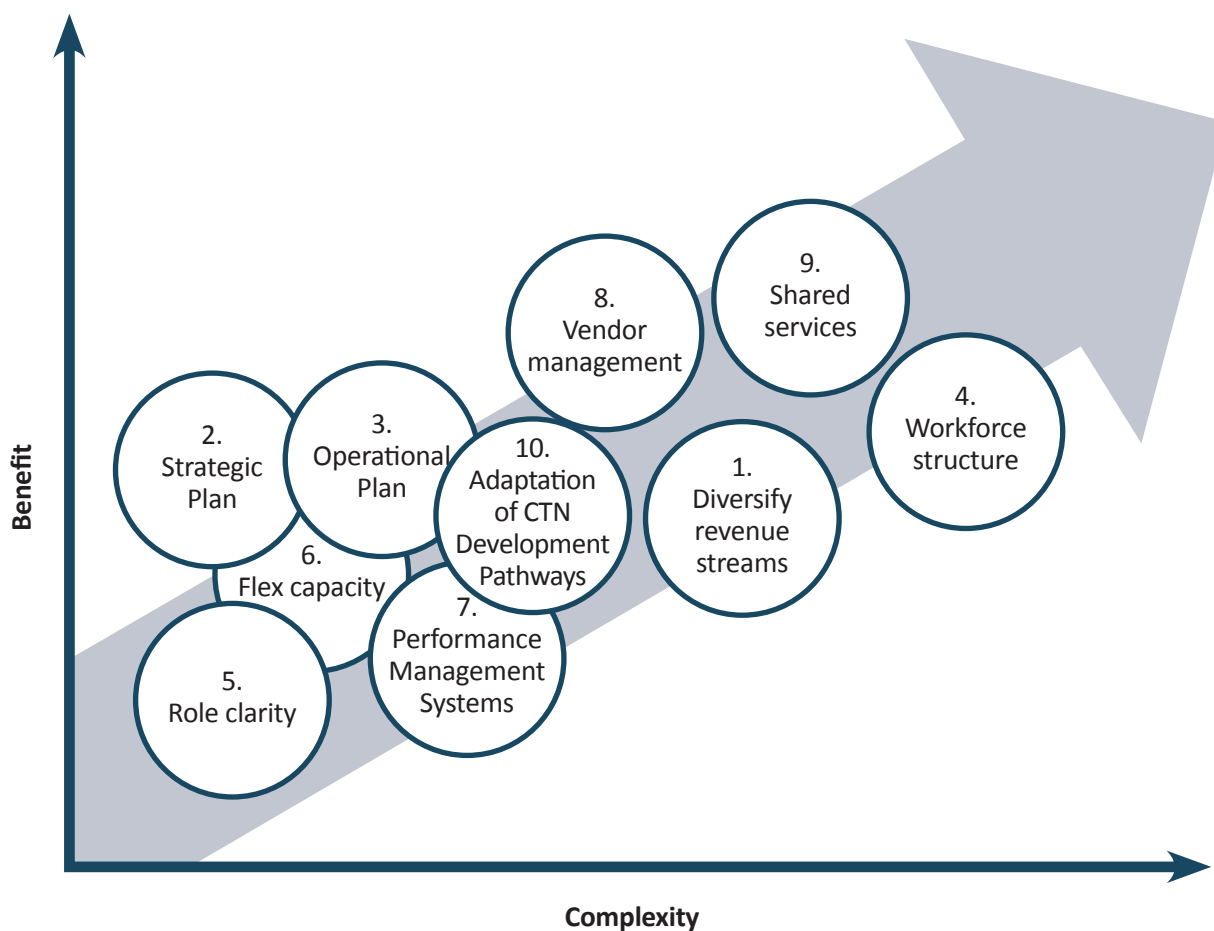 Benefit
9.
Shared
services
8.
Vendor
management
4.
Workforce
structure
2.
Strategic
Plan
3.
Operational
Plan
10.
Adaptation
of CTN
Development
Pathways
1.
Diversify
revenue
streams
6.
Flex capacity
7.
Performance
Management
Systems
5.
Role clarity
Complexity